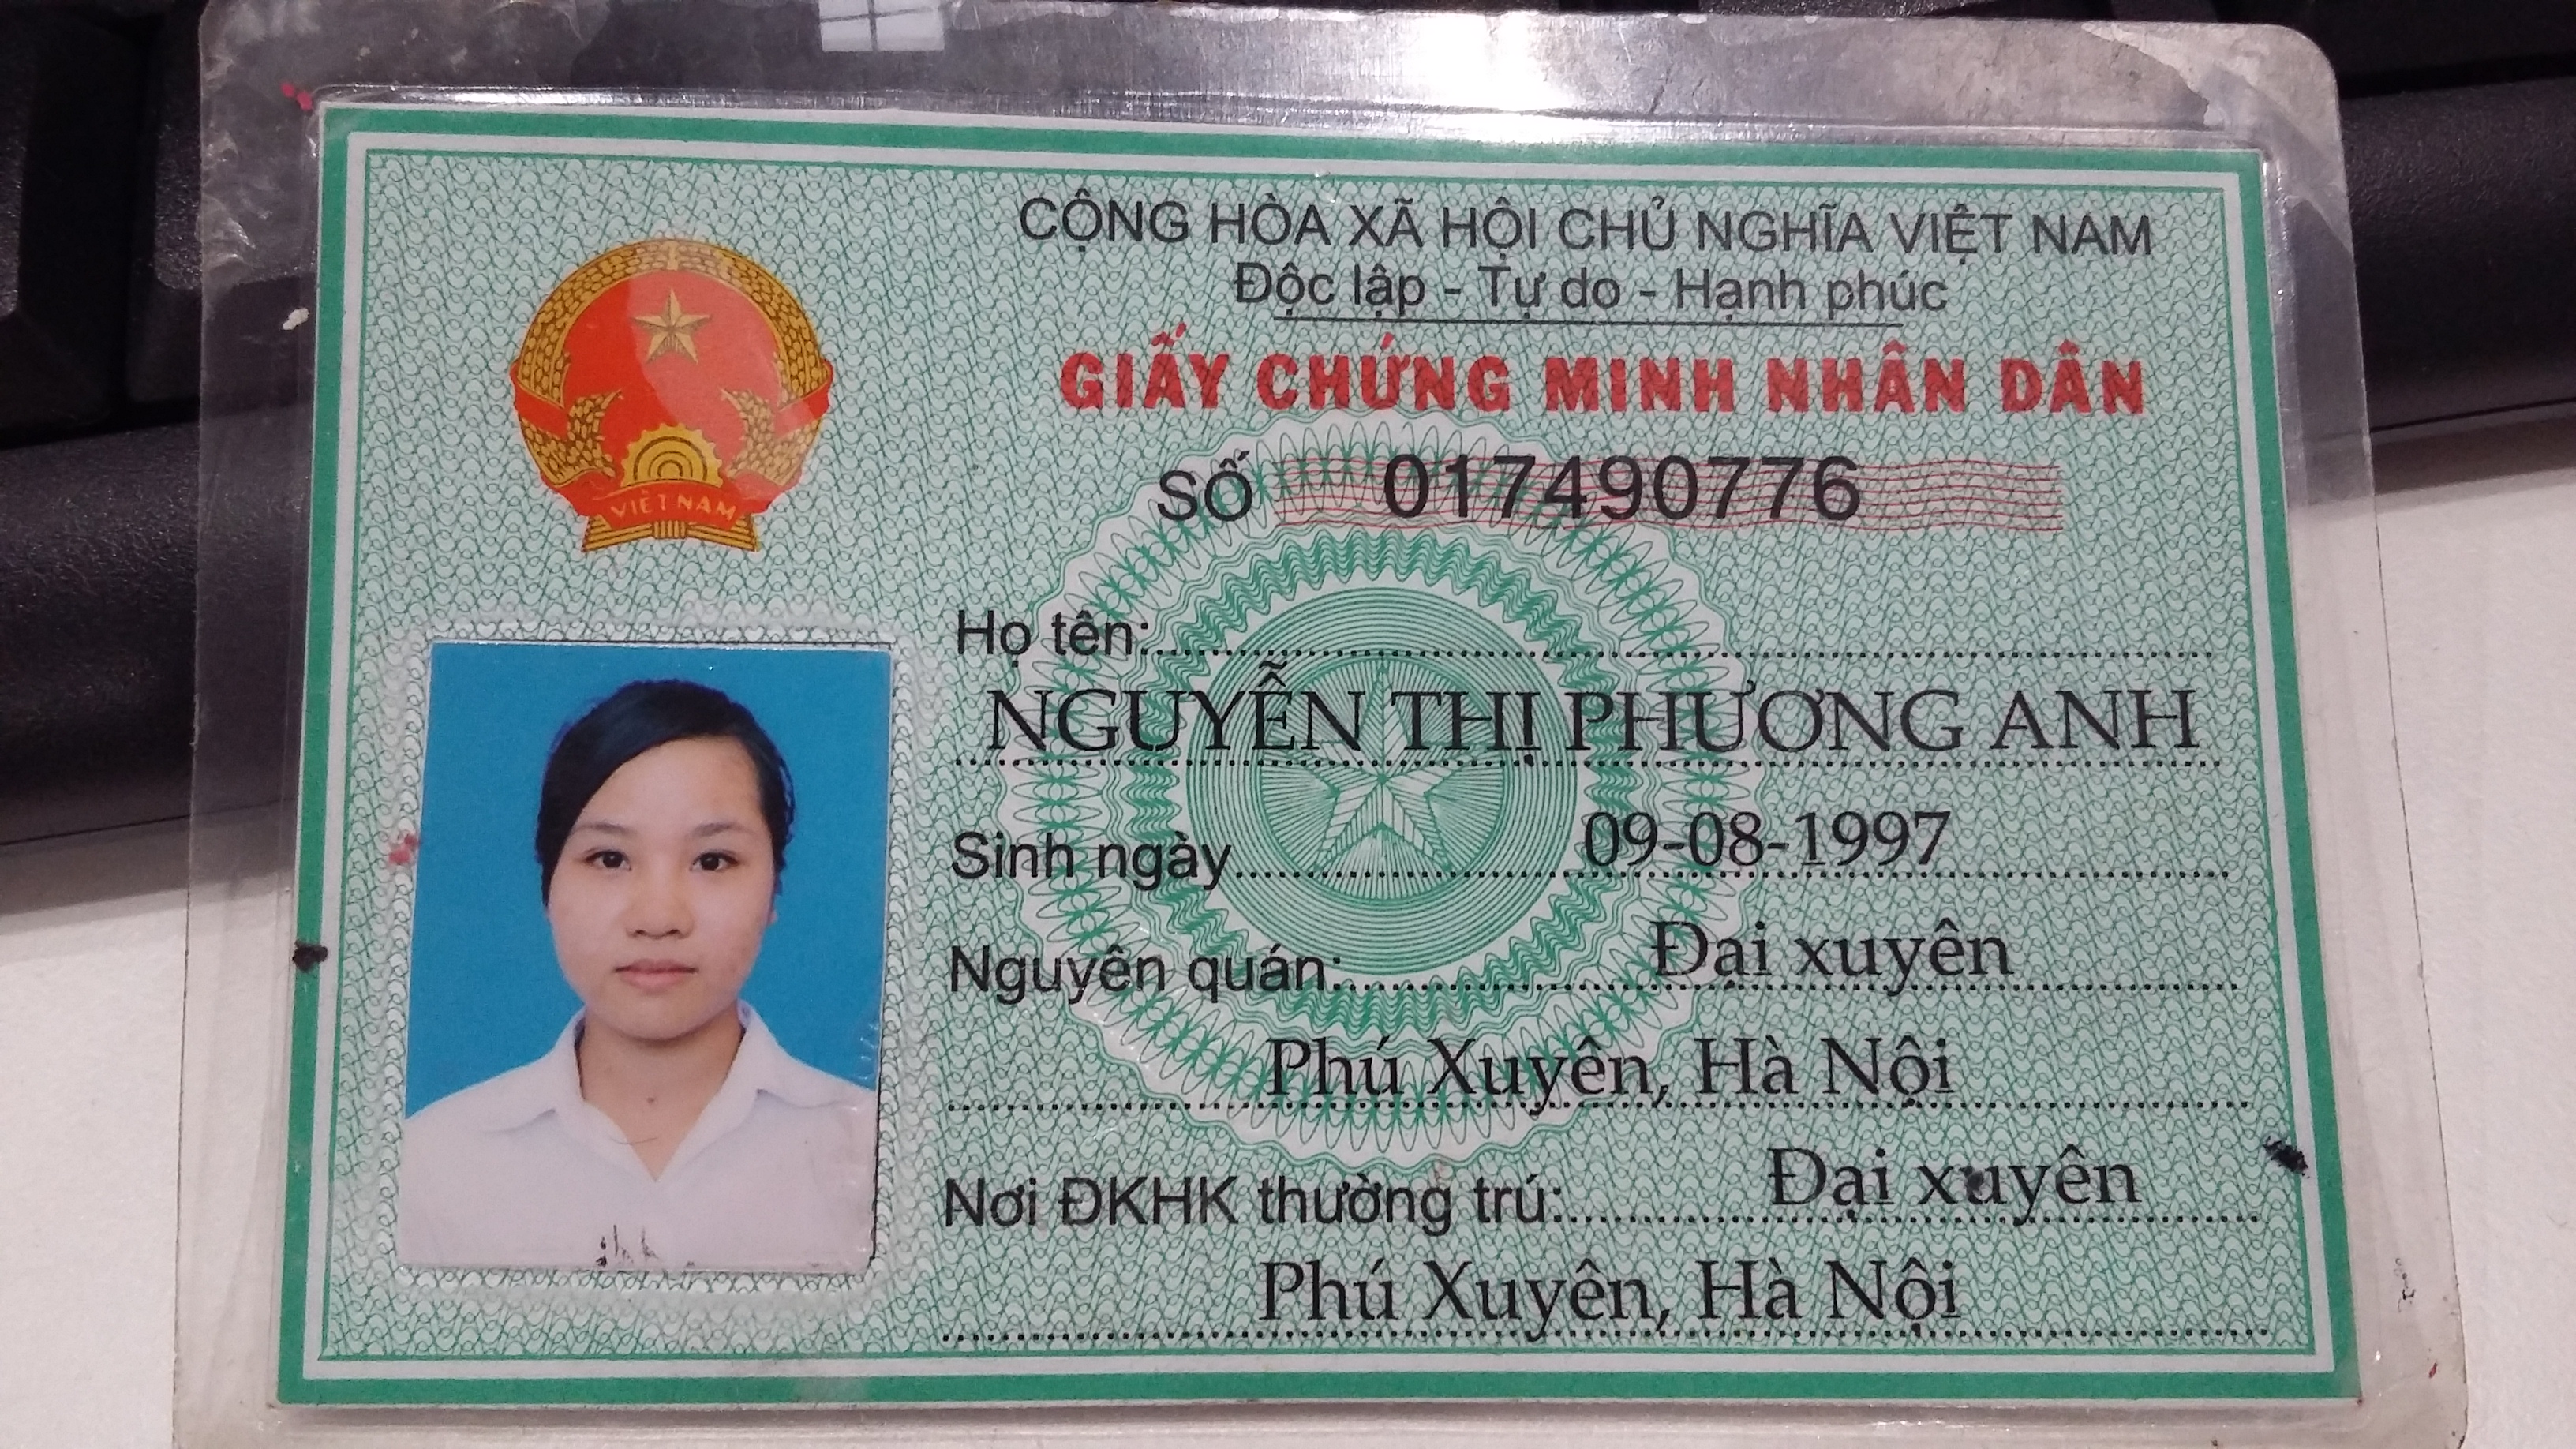 CỘNG HÒA XÃ HỘI CHỦ NGHĨA VIỆT NAM
Độc lập - Tự do - Hạnh phúc
GIẤY CHỨNG MINH NHÂN DÂN
SỐ 017490776
VIỆT NAM
Họ tên:
NGUYỄN THỊ PHƯƠNG ANH
Sinh ngày 09-08-1997
Nguyên quán: Đại xuyên
Phú Xuyên, Hà Nội
Nơi ĐKHK thường trú: Đại xuyên
Phú Xuyên, Hà Nội